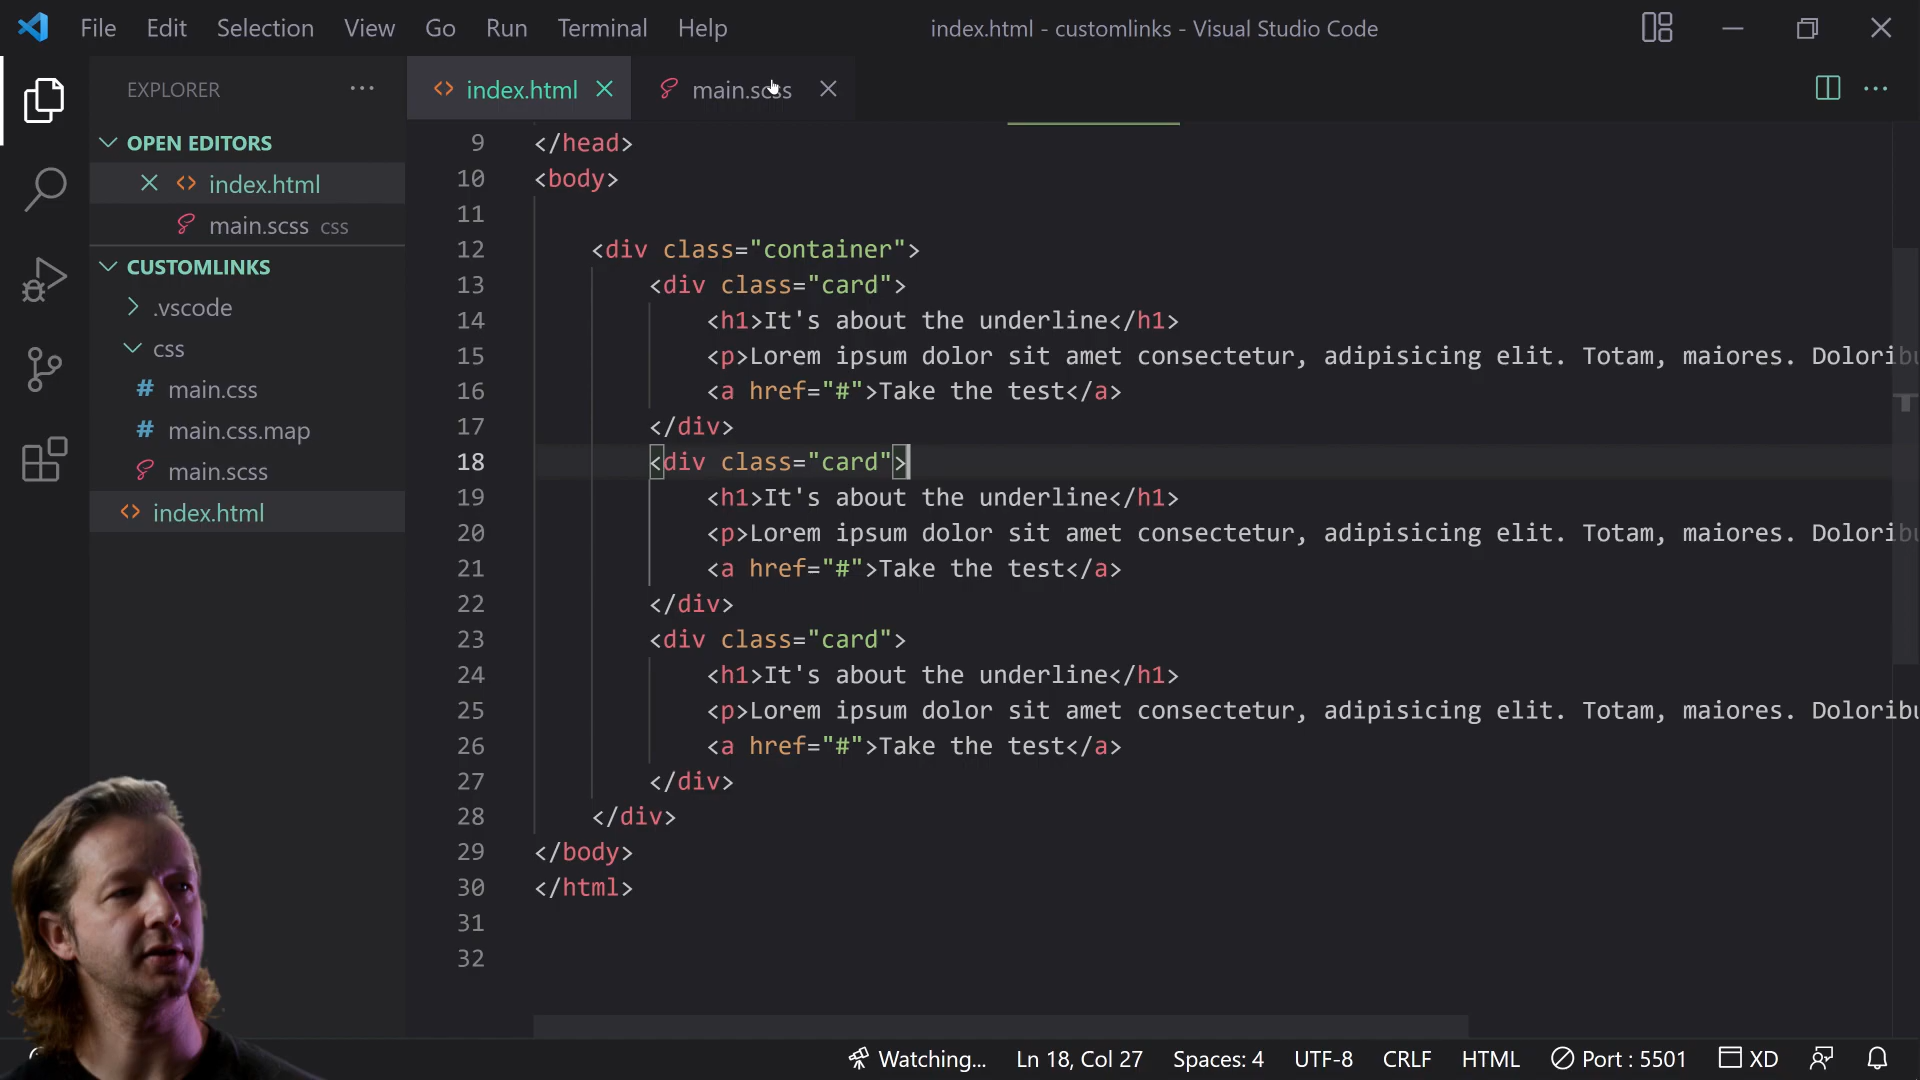 File Edit Selection View Go Run Terminal Help index.html - customlinks - Visual Studio Code
EXPLORER
index.html
main.scss
OPEN EDITORS
index.html
main.scss css
CUSTOMLINKS
.vscode
css
main.css
main.css.map
main.scss
index.html
9 </head>
10 <body>
11
12 <div class="container">
13 <div class="card">
14 <h1>It's about the underline</h1>
15 <p>Lorem ipsum dolor sit amet consectetur, adipisicing elit. Totam, maiores. Doloribu
16 <a href="#">Take the test</a>
17 </div>
18 <div class="card">
19 <h1>It's about the underline</h1>
20 <p>Lorem ipsum dolor sit amet consectetur, adipisicing elit. Totam, maiores. Doloribu
21 <a href="#">Take the test</a>
22 </div>
23 <div class="card">
24 <h1>It's about the underline</h1>
25 <p>Lorem ipsum dolor sit amet consectetur, adipisicing elit. Totam, maiores. Doloribu
26 <a href="#">Take the test</a>
27 </div>
28 </div>
29 </body>
30 </html>
31
32
Watching... Ln 18, Col 27 Spaces: 4 UTF-8 CRLF HTML Port : 5501 XD